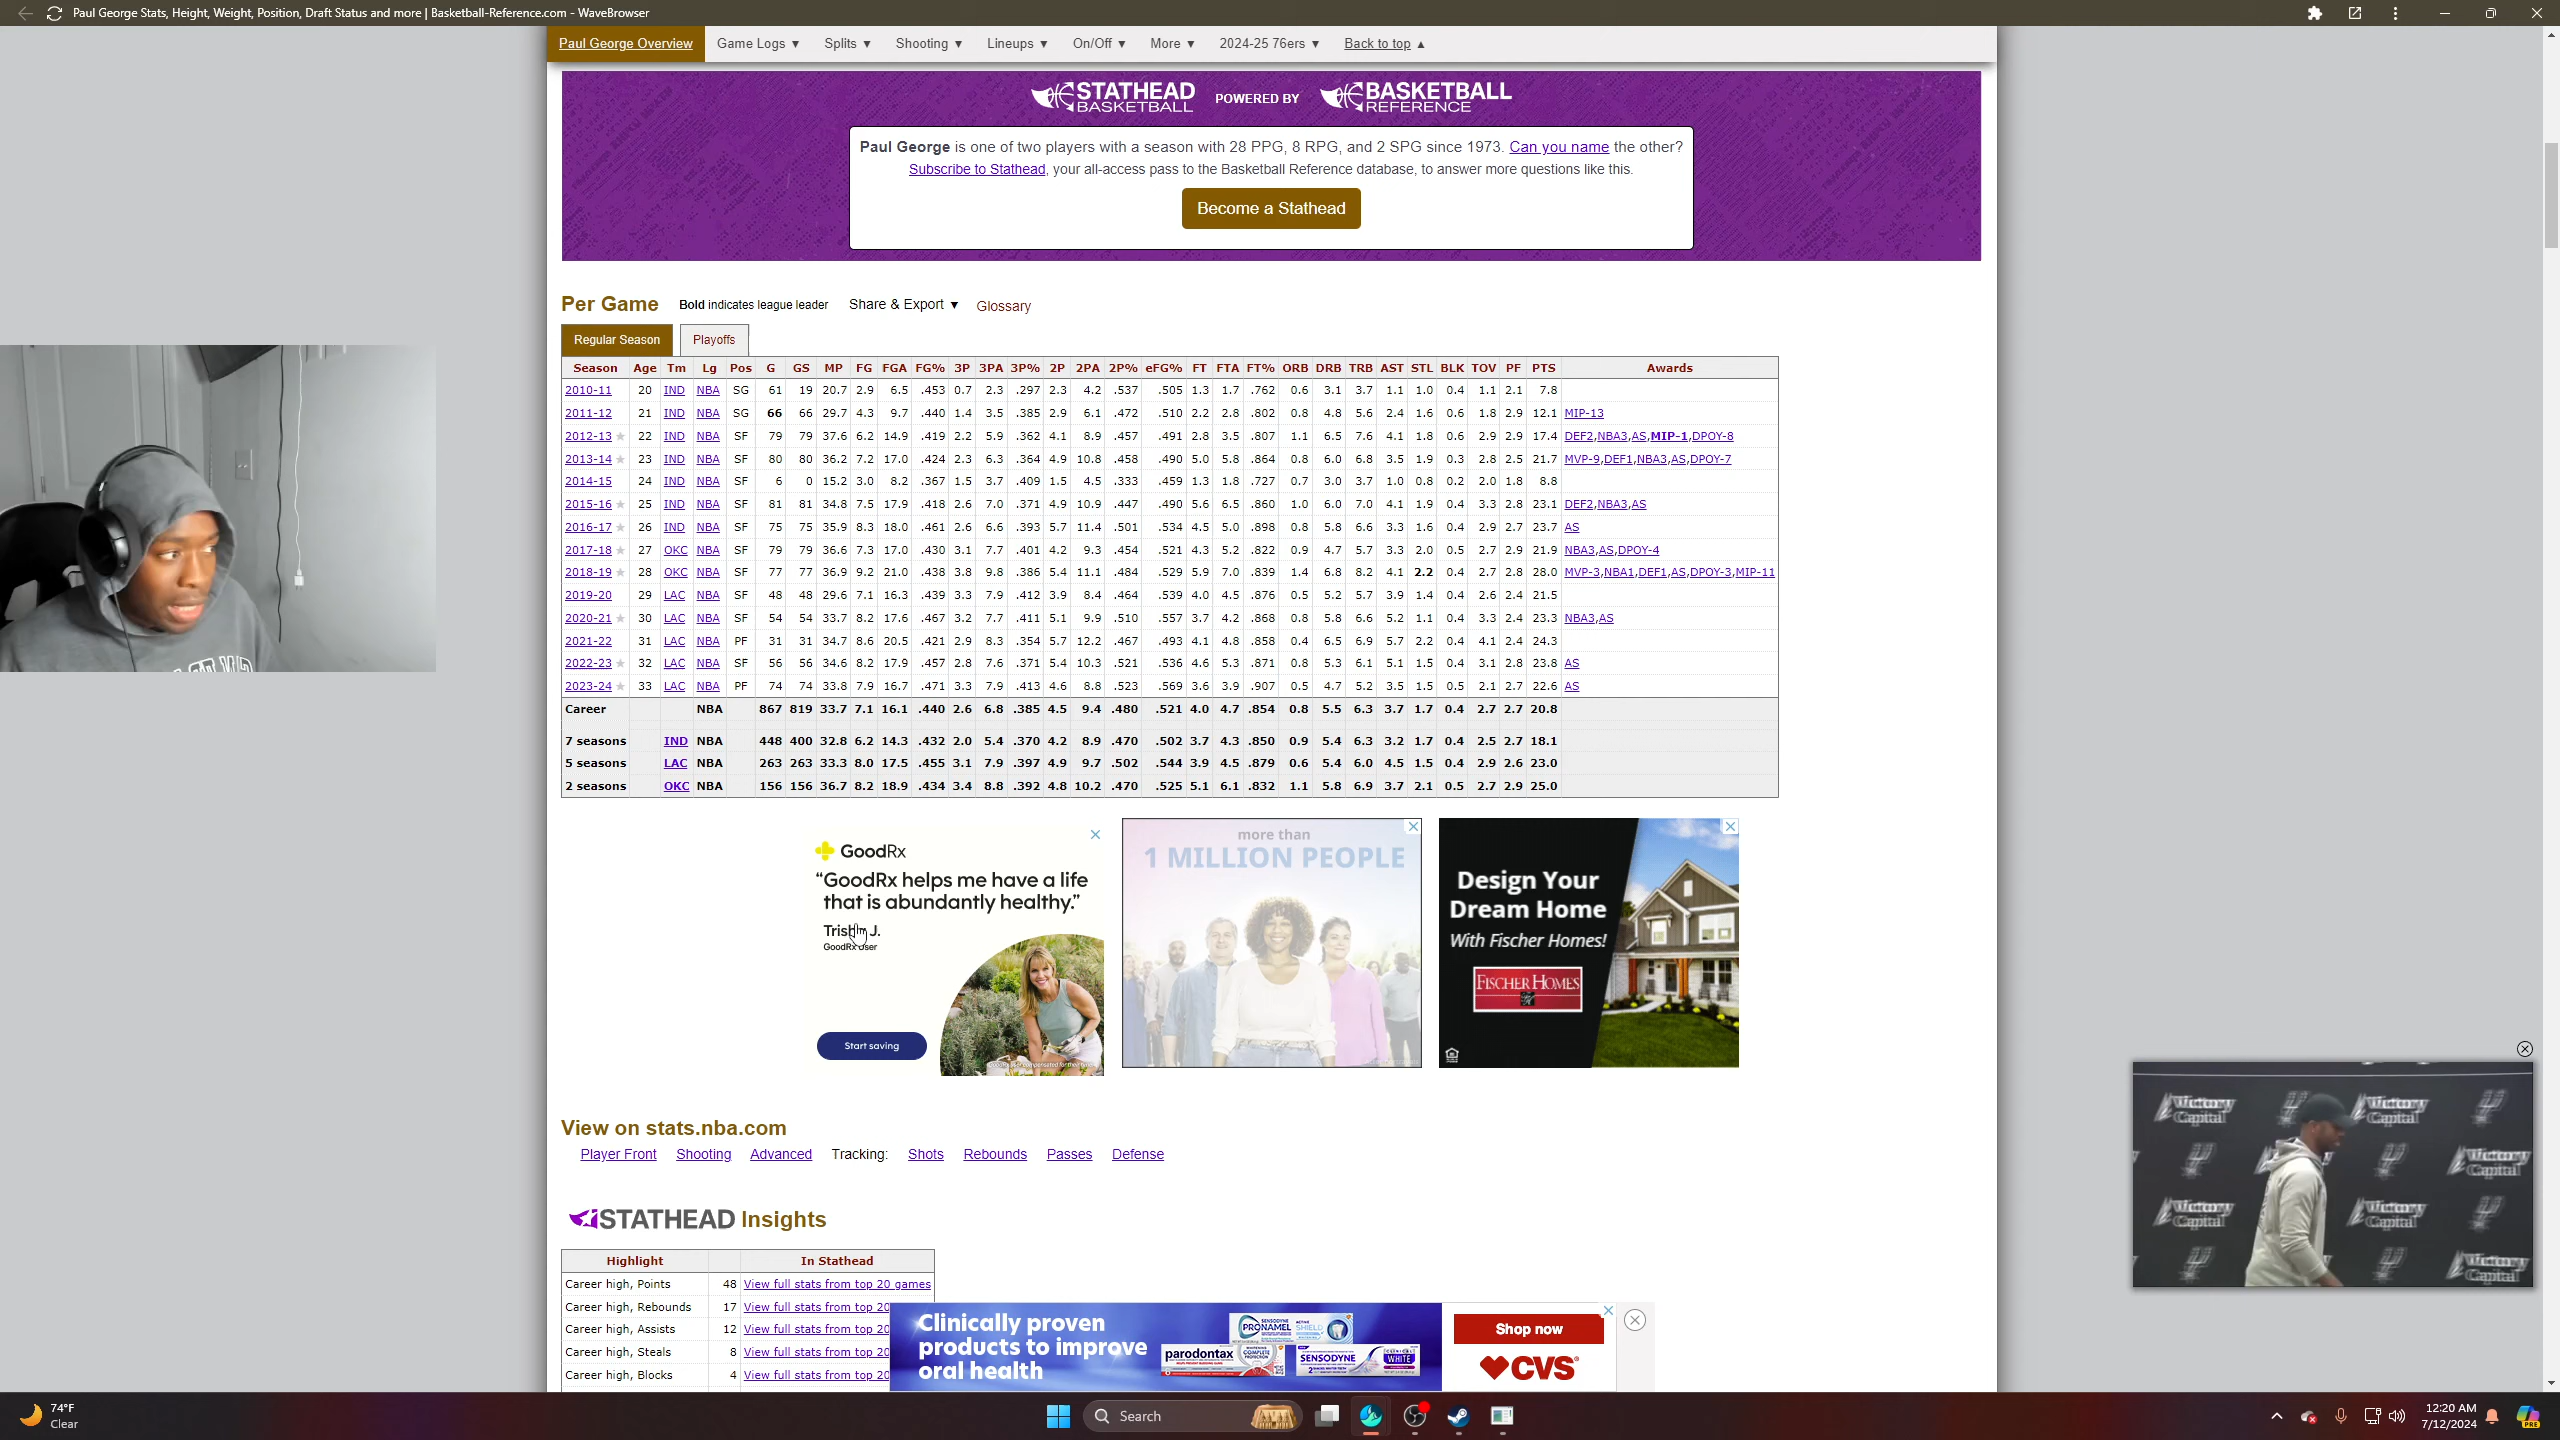 Paul George Stats, Height, Weight, Position, Draft Status and more | Basketball-Reference.com - WaveBrowser
Paul George Overview Game Logs ▼ Splits ▼ Shooting ▼ Lineups ▼ On/Off ▼ More ▼ 2024-25 76ers ▼ Back to top ▲
STATHEAD BASKETBALL POWERED BY BASKETBALL REFERENCE
Paul George is one of two players with a season with 28 PPG, 8 RPG, and 2 SPG since 1973. Can you name the other?
Subscribe to Stathead, your all-access pass to the Basketball Reference database, to answer more questions like this.
Become a Stathead
Per Game Bold indicates league leader Share & Export ▼ Glossary
Regular Season Playoffs
Season Age Tm Lg Pos G GS MP FG FGA FG% 3P 3PA 3P% 2P 2PA 2P% eFG% FT FTA FT% ORB DRB TRB AST STL BLK TOV PF PTS Awards
2010-11 20 IND NBA SG 61 19 20.7 2.9 6.5 .453 0.7 2.3 .297 2.3 4.2 .537 .505 1.3 1.7 .762 0.6 3.1 3.7 1.1 1.0 0.4 1.1 2.1 7.8
2011-12 21 IND NBA SG 66 66 29.7 4.3 9.7 .440 1.4 3.5 .385 2.9 6.1 .472 .510 2.2 2.8 .802 0.8 4.8 5.6 2.4 1.6 0.6 1.8 2.9 12.1 MIP-13
2012-13 ★ 22 IND NBA SF 79 79 37.6 6.2 14.9 .419 2.2 5.9 .362 4.1 8.9 .457 .491 2.8 3.5 .807 1.1 6.5 7.6 4.1 1.8 0.6 2.9 2.9 17.4 DEF2,NBA3,AS,MIP-1,DPOY-8
2013-14 ★ 23 IND NBA SF 80 80 36.2 7.2 17.0 .424 2.3 6.3 .364 4.9 10.8 .458 .490 5.0 5.8 .864 0.8 6.0 6.8 3.5 1.9 0.3 2.8 2.5 21.7 MVP-9,DEF1,NBA3,AS,DPOY-7
2014-15 24 IND NBA SF 6 0 15.2 3.0 8.2 .367 1.5 3.7 .409 1.5 4.5 .333 .459 1.3 1.8 .727 0.7 3.0 3.7 1.0 0.8 0.2 2.0 1.8 8.8
2015-16 ★ 25 IND NBA SF 81 81 34.8 7.5 17.9 .418 2.6 7.0 .371 4.9 10.9 .447 .490 5.6 6.5 .860 1.0 6.0 7.0 4.1 1.9 0.4 3.3 2.8 23.1 DEF2,NBA3,AS
2016-17 ★ 26 IND NBA SF 75 75 35.9 8.3 18.0 .461 2.6 6.6 .393 5.7 11.4 .501 .534 4.5 5.0 .898 0.8 5.8 6.6 3.3 1.6 0.4 2.9 2.7 23.7 AS
2017-18 ★ 27 OKC NBA SF 79 79 36.6 7.3 17.0 .430 3.1 7.7 .401 4.2 9.3 .454 .521 4.3 5.2 .822 0.9 4.7 5.7 3.3 2.0 0.5 2.7 2.9 21.9 NBA3,AS,DPOY-4
2018-19 ★ 28 OKC NBA SF 77 77 36.9 9.2 21.0 .438 3.8 9.8 .386 5.4 11.1 .484 .529 5.9 7.0 .839 1.4 6.8 8.2 4.1 2.2 0.4 2.7 2.8 28.0 MVP-3,NBA1,DEF1,AS,DPOY-3,MIP-11
2019-20 29 LAC NBA SF 48 48 29.6 7.1 16.3 .439 3.3 7.9 .412 3.9 8.4 .464 .539 4.0 4.5 .876 0.5 5.2 5.7 3.9 1.4 0.4 2.6 2.4 21.5
2020-21 ★ 30 LAC NBA SF 54 54 33.7 8.2 17.6 .467 3.2 7.7 .411 5.1 9.9 .510 .557 3.7 4.2 .868 0.8 5.8 6.6 5.2 1.1 0.4 3.3 2.4 23.3 NBA3,AS
2021-22 31 LAC NBA PF 31 31 34.7 8.6 20.5 .421 2.9 8.3 .354 5.7 12.2 .467 .493 4.1 4.8 .858 0.4 6.5 6.9 5.7 2.2 0.4 4.1 2.4 24.3
2022-23 ★ 32 LAC NBA SF 56 56 34.6 8.2 17.9 .457 2.8 7.6 .371 5.4 10.3 .521 .536 4.6 5.3 .871 0.8 5.3 6.1 5.1 1.5 0.4 3.1 2.8 23.8 AS
2023-24 ★ 33 LAC NBA PF 74 74 33.8 7.9 16.7 .471 3.3 7.9 .413 4.6 8.8 .523 .569 3.6 3.9 .907 0.5 4.7 5.2 3.5 1.5 0.5 2.1 2.7 22.6 AS
Career NBA 867 819 33.7 7.1 16.1 .440 2.6 6.8 .385 4.5 9.4 .480 .521 4.0 4.7 .854 0.8 5.5 6.3 3.7 1.7 0.4 2.7 2.7 20.8
7 seasons IND NBA 448 400 32.8 6.2 14.3 .432 2.0 5.4 .370 4.2 8.9 .470 .502 3.7 4.3 .850 0.9 5.4 6.3 3.2 1.7 0.4 2.5 2.7 18.1
5 seasons LAC NBA 263 263 33.3 8.0 17.5 .455 3.1 7.9 .397 4.9 9.7 .502 .544 3.9 4.5 .879 0.6 5.4 6.0 4.5 1.5 0.4 2.9 2.6 23.0
2 seasons OKC NBA 156 156 36.7 8.2 18.9 .434 3.4 8.8 .392 4.8 10.2 .470 .525 5.1 6.1 .832 1.1 5.8 6.9 3.7 2.1 0.5 2.7 2.9 25.0
GoodRx
“GoodRx helps me have a life
that is abundantly healthy.”
J.
GoodRx User
Start saving
more than
1 MILLION PEOPLE
Design Your
Dream Home
With Fischer Homes!
FISCHER HOMES
Victory Capital Victory Capital
Victory Capital
Victory Capital Victory Capital
Victory Capital
View on stats.nba.com
Player Front Shooting Advanced Tracking: Shots Rebounds Passes Defense
STATHEAD Insights
Highlight In Stathead
Career high, Points 48 View full stats from top 20 games
Career high, Rebounds 17 View full stats from top 20
Career high, Assists 12 View full stats from top 20
Career high, Steals 8 View full stats from top 20
Career high, Blocks 4 View full stats from top 20
Clinically proven
products to improve
oral health
SENSODYNE
PRONAMEL ACTIVE SHIELD
parodontax
COMPLETE PROTECTION
SENSODYNE
CLINICAL WHITE
Shop now
CVS
74°F
Clear
Search
12:20 AM
7/12/2024
PRE